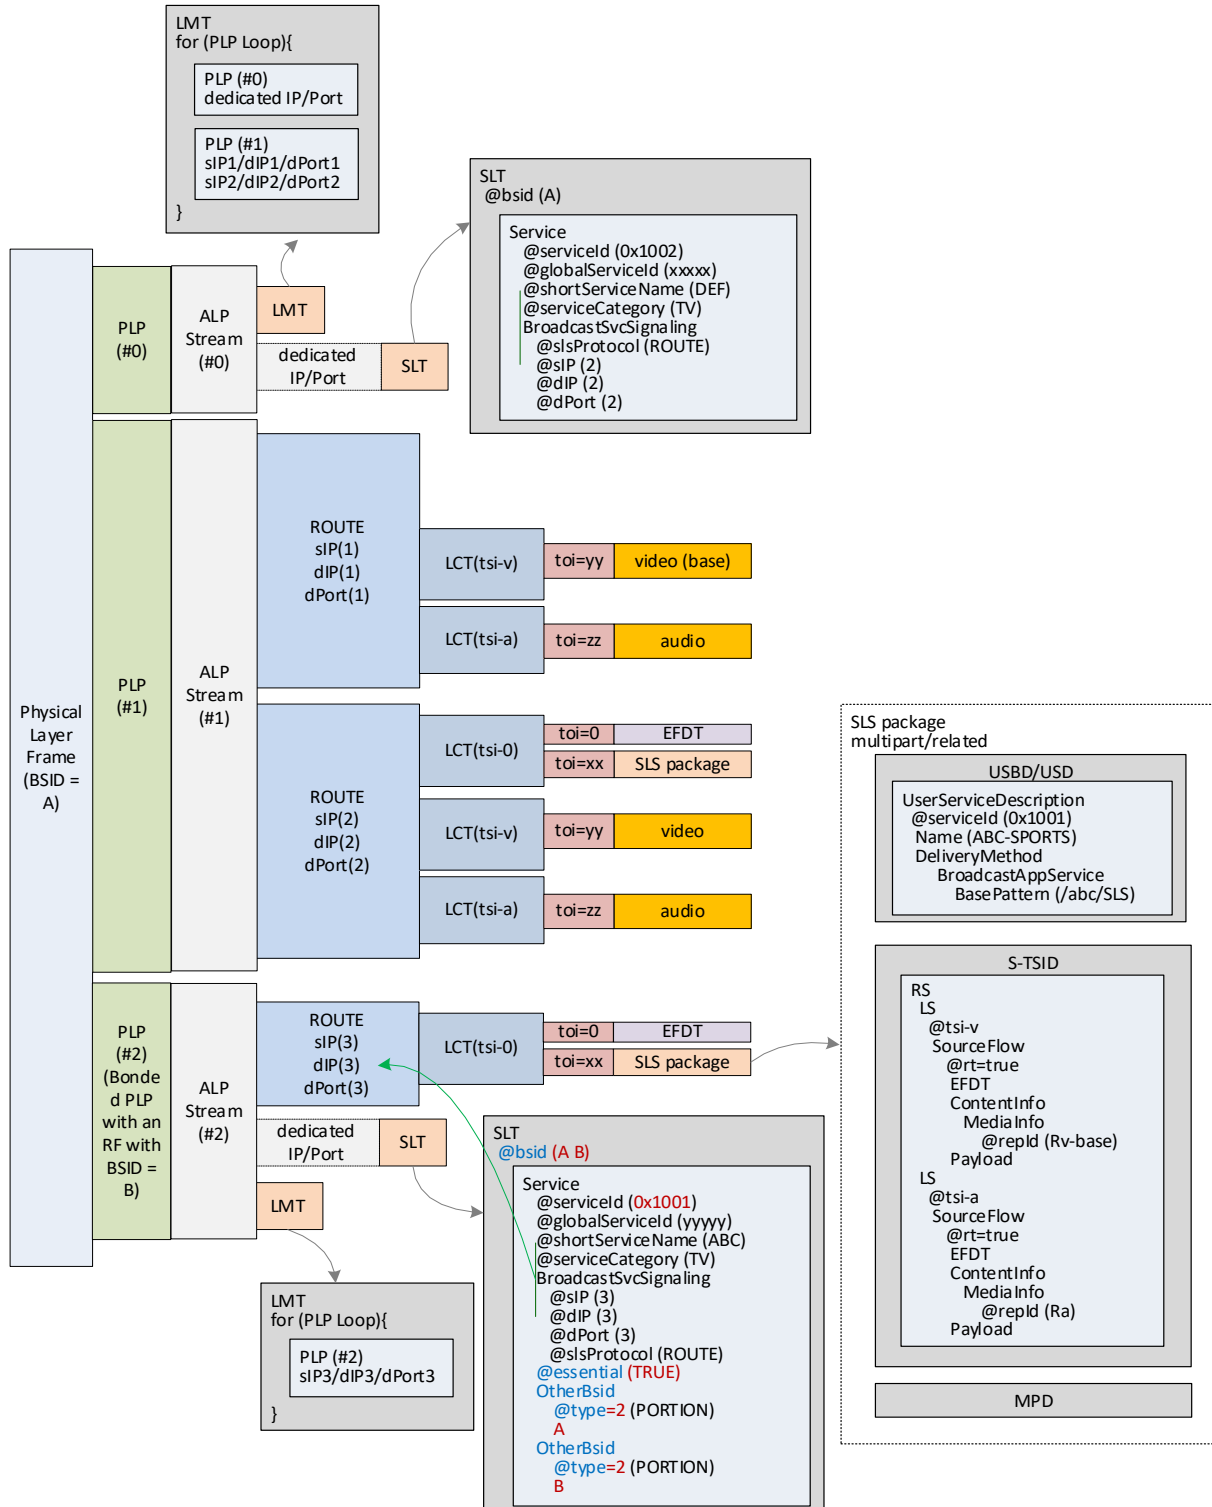 LMT
for (PLP Loop){
PLP (#0)
dedicated IP/Port
PLP (#1)
sIP1/dIP1/dPort1
sIP2/dIP2/dPort2
}
SLT
@bsid (A)
Service
@serviceId (0x1002)
@globalServiceId (xxxxx)
@shortServiceName (DEF)
@serviceCategory (TV)
BroadcastSvcSignaling
@slsProtocol (ROUTE)
@sIP (2)
@dIP (2)
@dPort (2)
Physical
Layer
Frame
(BSID =
A)
PLP
(#0)
ALP
Stream
(#0)
LMT
dedicated
IP/Port
SLT
PLP
(#1)
ALP
Stream
(#1)
ROUTE
sIP(1)
dIP(1)
dPort(1)
LCT(tsi-v)
toi=yy
video (base)
LCT(tsi-a)
toi=zz
audio
ROUTE
sIP(2)
dIP(2)
dPort(2)
LCT(tsi-0)
toi=0
EFDT
toi=xx
SLS package
LCT(tsi-v)
toi=yy
video
LCT(tsi-a)
toi=zz
audio
PLP
(#2)
(Bonde
d PLP
with an
RF with
BSID =
B)
ALP
Stream
(#2)
ROUTE
sIP(3)
dIP(3)
dPort(3)
LCT(tsi-0)
toi=0
EFDT
toi=xx
SLS package
dedicated
IP/Port
SLT
LMT
LMT
for (PLP Loop){
PLP (#2)
sIP3/dIP3/dPort3
}
SLT
@bsid (A B)
Service
@serviceId (0x1001)
@globalServiceId (yyyyy)
@shortServiceName (ABC)
@serviceCategory (TV)
BroadcastSvcSignaling
@sIP (3)
@dIP (3)
@dPort (3)
@slsProtocol (ROUTE)
@essential (TRUE)
OtherBsid
@type=2 (PORTION)
A
OtherBsid
@type=2 (PORTION)
B
SLS package
multipart/related
USBD/USD
UserServiceDescription
@serviceId (0x1001)
Name (ABC-SPORTS)
DeliveryMethod
BroadcastAppService
BasePattern (/abc/SLS)
S-TSID
RS
LS
@tsi-v
SourceFlow
@rt=true
EFDT
ContentInfo
MediaInfo
@repId (Rv-base)
Payload
LS
@tsi-a
SourceFlow
@rt=true
EFDT
ContentInfo
MediaInfo
@repId (Ra)
Payload
MPD